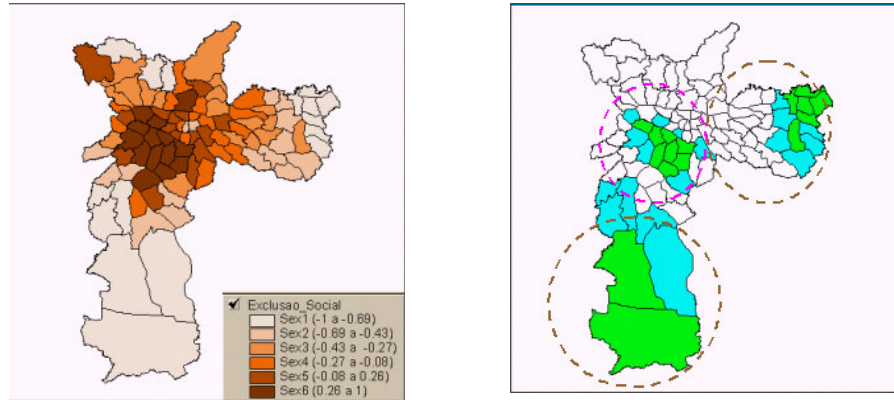 Exclusao_Social
Sex1 (-1 a -0.69)
Sex2 (-0.69 a -0.43)
Sex3 (-0.43 a -0.27)
Sex4 (-0.27 a -0.08)
Sex5 (-0.08 a 0.26)
Sex6 (0.26 a 1)